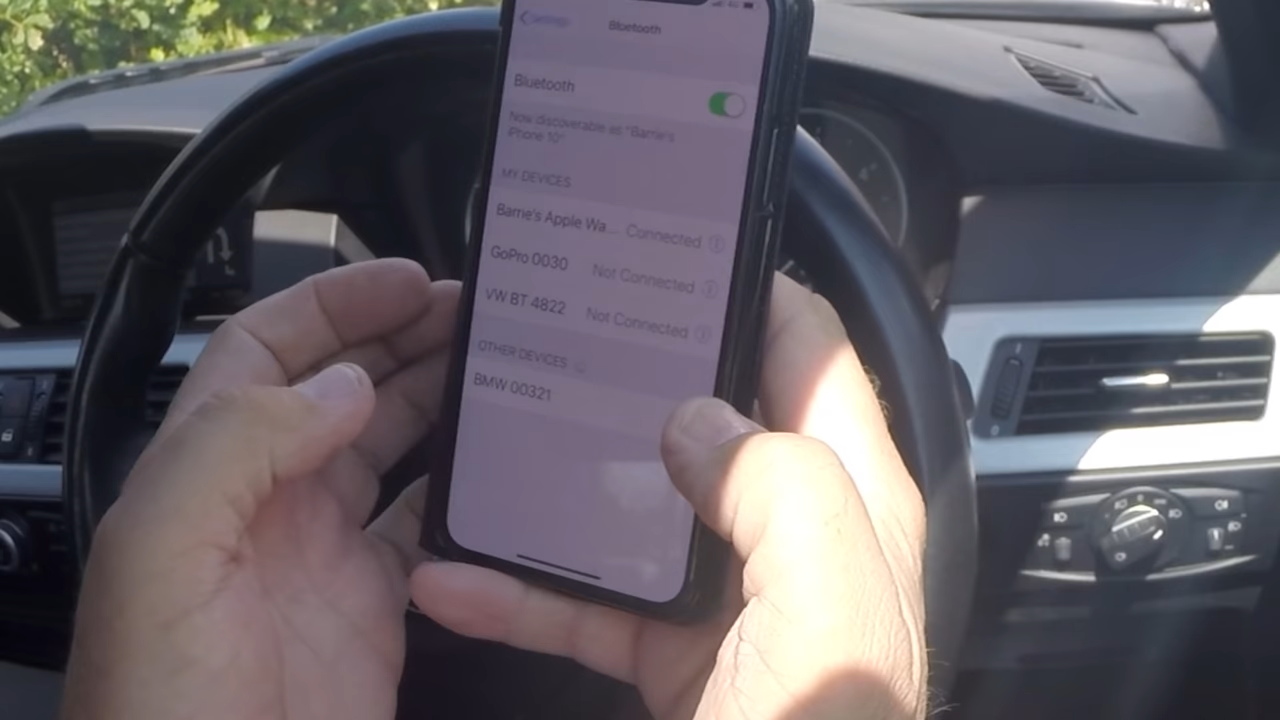 Settings
Bluetooth
Bluetooth
Now discoverable as "Barrie's
iPhone 10"
MY DEVICES
Barrie's Apple Wa... Connected
GoPro 0030 Not Connected
VW BT 4822 Not Connected
OTHER DEVICES
BMW 00321